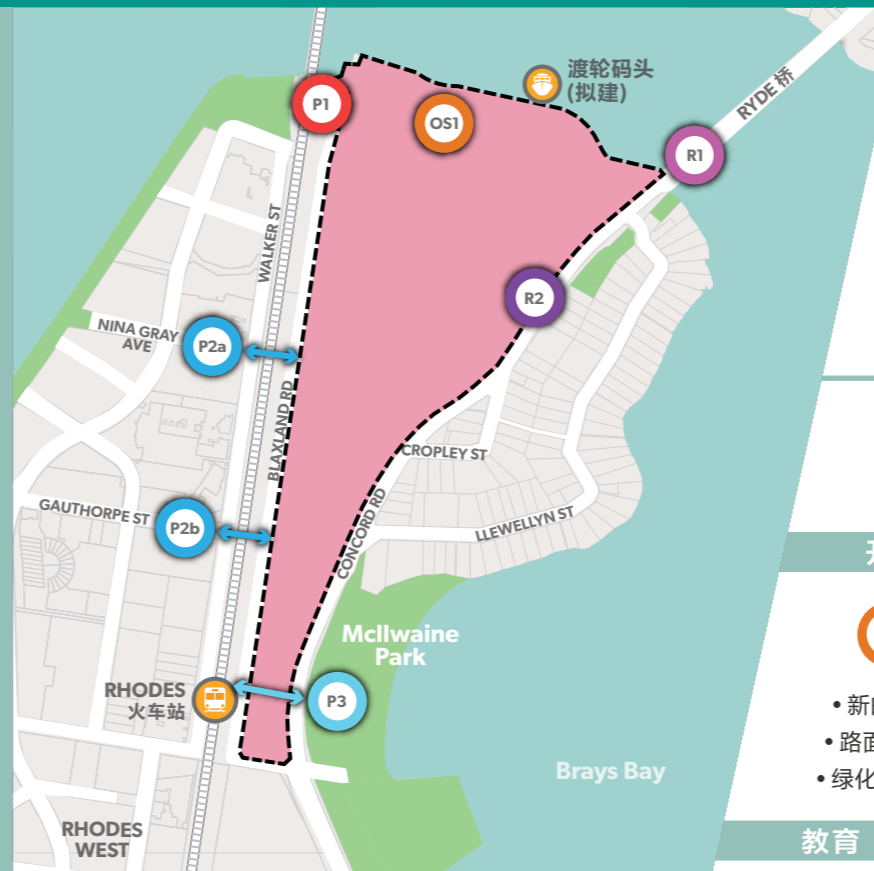 P1
OS1
渡轮码头
(拟建)
RYDE 桥
R1
WALKER ST
R2
NINA GRAY
AVE
P2a
BLAXLAND RD
CROPLEY ST
GAUTHORPE ST
P2b
CONCORD RD
LLEWELLYN ST
McIlwaine
Park
RHODES
火车站
P3
• 新
• 路面
• 绿化
Brays Bay
RHODES
WEST
教育